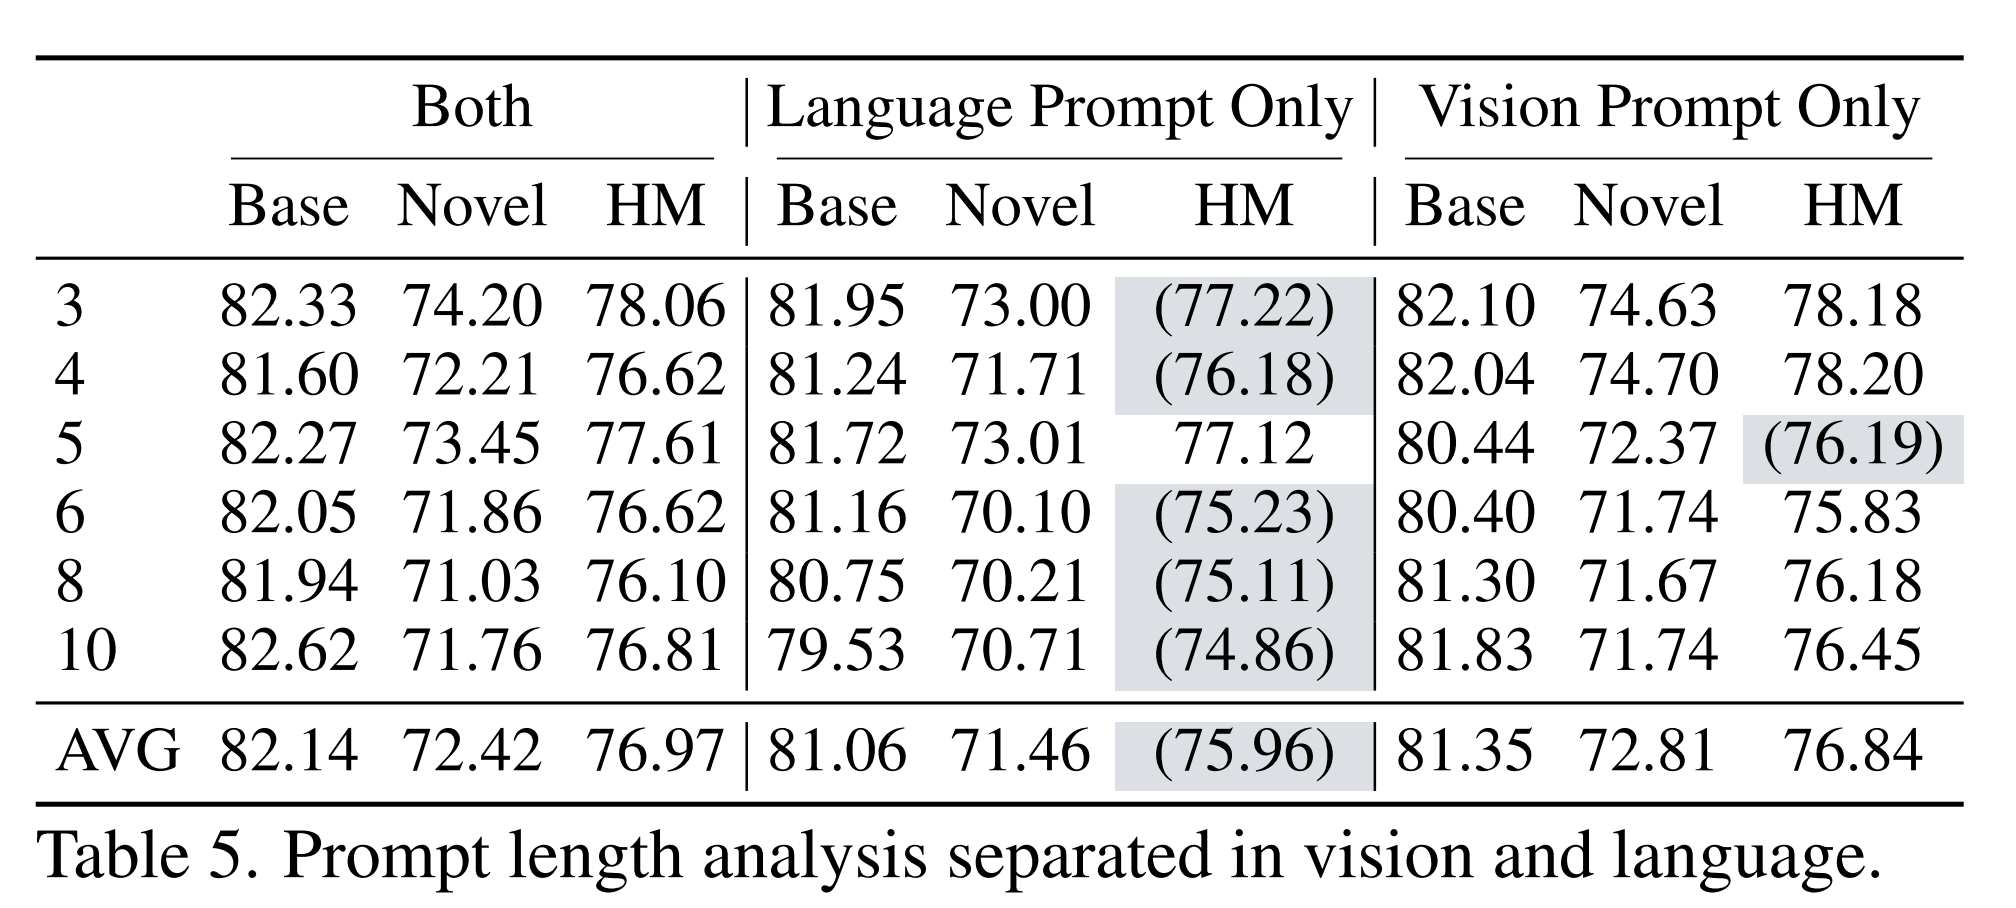 Both Language Prompt Only Vision Prompt Only
Base Novel HM Base Novel HM Base Novel HM
3 82.33 74.20 78.06 81.95 73.00 (77.22) 82.10 74.63 78.18
4 81.60 72.21 76.62 81.24 71.71 (76.18) 82.04 74.70 78.20
5 82.27 73.45 77.61 81.72 73.01 77.12 80.44 72.37 (76.19)
6 82.05 71.86 76.62 81.16 70.10 (75.23) 80.40 71.74 75.83
8 81.94 71.03 76.10 80.75 70.21 (75.11) 81.30 71.67 76.18
10 82.62 71.76 76.81 79.53 70.71 (74.86) 81.83 71.74 76.45
AVG 82.14 72.42 76.97 81.06 71.46 (75.96) 81.35 72.81 76.84
Table 5. Prompt length analysis separated in vision and language.